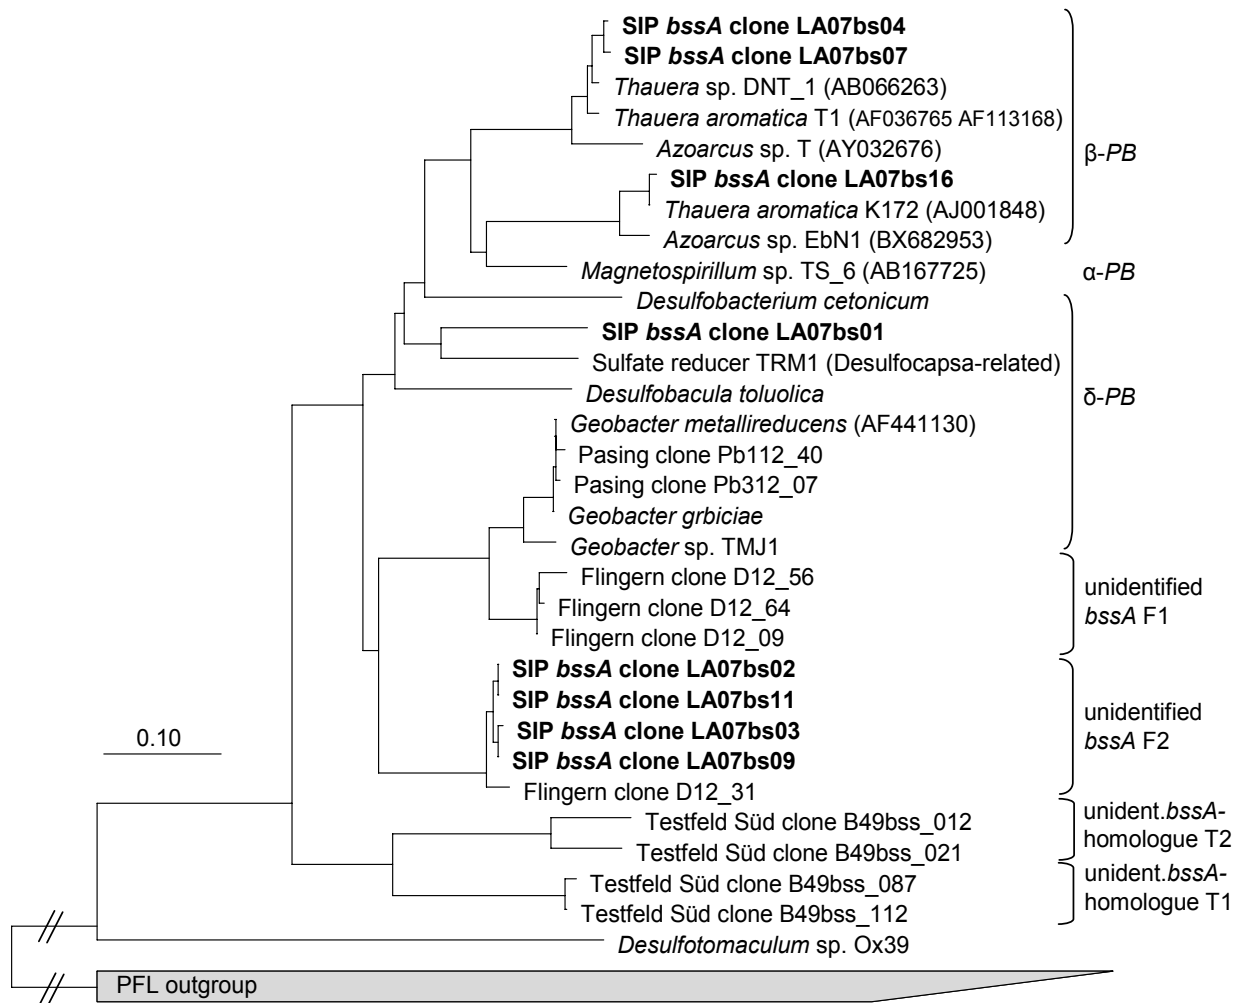 SIP bssA clone LA07bs04
SIP bssA clone LA07bs07
Thauera sp. DNT_1 (AB066263)
Thauera aromatica T1 (AF036765 AF113168)
Azoarcus sp. T (AY032676)
β-PB
SIP bssA clone LA07bs16
Thauera aromatica K172 (AJ001848)
Azoarcus sp. EbN1 (BX682953)
Magnetospirillum sp. TS_6 (AB167725)
α-PB
Desulfobacterium cetonicum
SIP bssA clone LA07bs01
Sulfate reducer TRM1 (Desulfocapsa-related)
Desulfobacula toluolica
δ-PB
Geobacter metallireducens (AF441130)
Pasing clone Pb112_40
Pasing clone Pb312_07
Geobacter grbiciae
Geobacter sp. TMJ1
Flingern clone D12_56
Flingern clone D12_64
Flingern clone D12_09
unidentified
bssA F1
SIP bssA clone LA07bs02
SIP bssA clone LA07bs11
SIP bssA clone LA07bs03
SIP bssA clone LA07bs09
Flingern clone D12_31
unidentified
bssA F2
0.10
Testfeld Süd clone B49bss_012
Testfeld Süd clone B49bss_021
unident.bssA-
homologue T2
Testfeld Süd clone B49bss_087
Testfeld Süd clone B49bss_112
unident.bssA-
homologue T1
Desulfotomaculum sp. Ox39
PFL outgroup